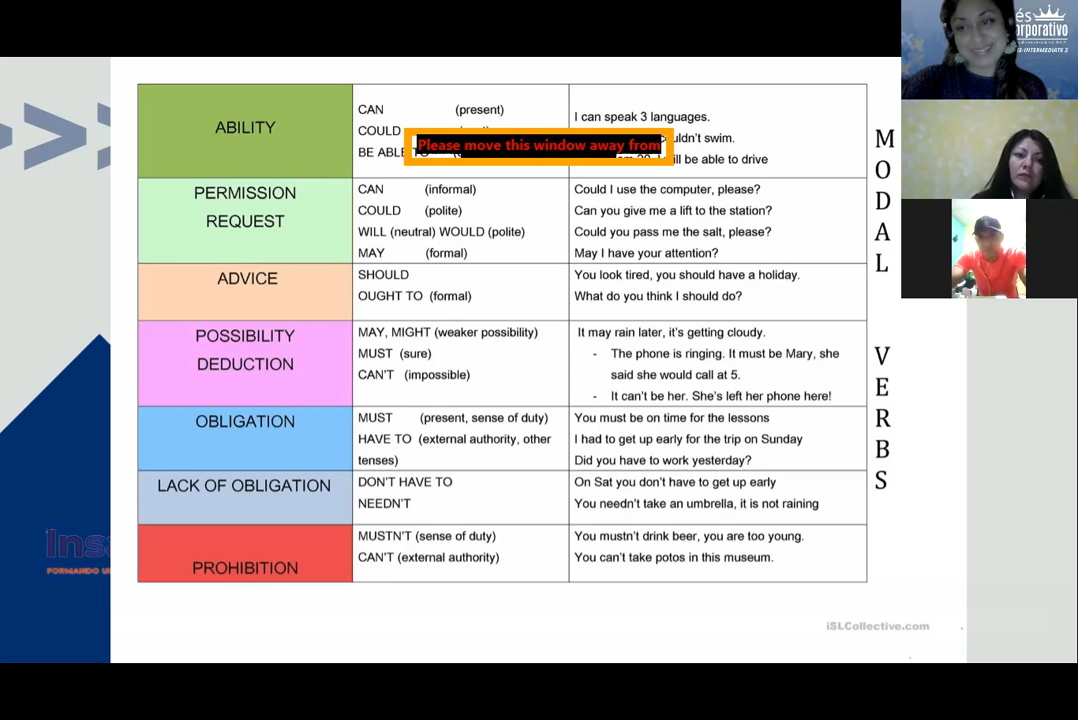 és
orporativo
S-INTERMEDIATE 2
ABILITY
CAN (present)
COULD
BE ABLE TO
I can speak 3 languages.
couldn't swim.
ill be able to drive
Please move this window away from
PERMISSION
REQUEST
CAN (informal)
COULD (polite)
WILL (neutral) WOULD (polite)
MAY (formal)
Could I use the computer, please?
Can you give me a lift to the station?
Could you pass me the salt, please?
May I have your attention?
ADVICE
SHOULD
OUGHT TO (formal)
You look tired, you should have a holiday.
What do you think I should do?
POSSIBILITY
DEDUCTION
MAY, MIGHT (weaker possibility)
MUST (sure)
CAN'T (impossible)
It may rain later, it's getting cloudy.
- The phone is ringing. It must be Mary, she
said she would call at 5.
- It can't be her. She's left her phone here!
OBLIGATION
MUST (present, sense of duty)
HAVE TO (external authority, other
tenses)
You must be on time for the lessons
I had to get up early for the trip on Sunday
Did you have to work yesterday?
LACK OF OBLIGATION
DON'T HAVE TO
NEEDN'T
On Sat you don't have to get up early
You needn't take an umbrella, it is not raining
PROHIBITION
MUSTN'T (sense of duty)
CAN'T (external authority)
You mustn't drink beer, you are too young.
You can't take potos in this museum.
MODAL
VERBS
Insa
FORMANDO U
iSLCollective.com